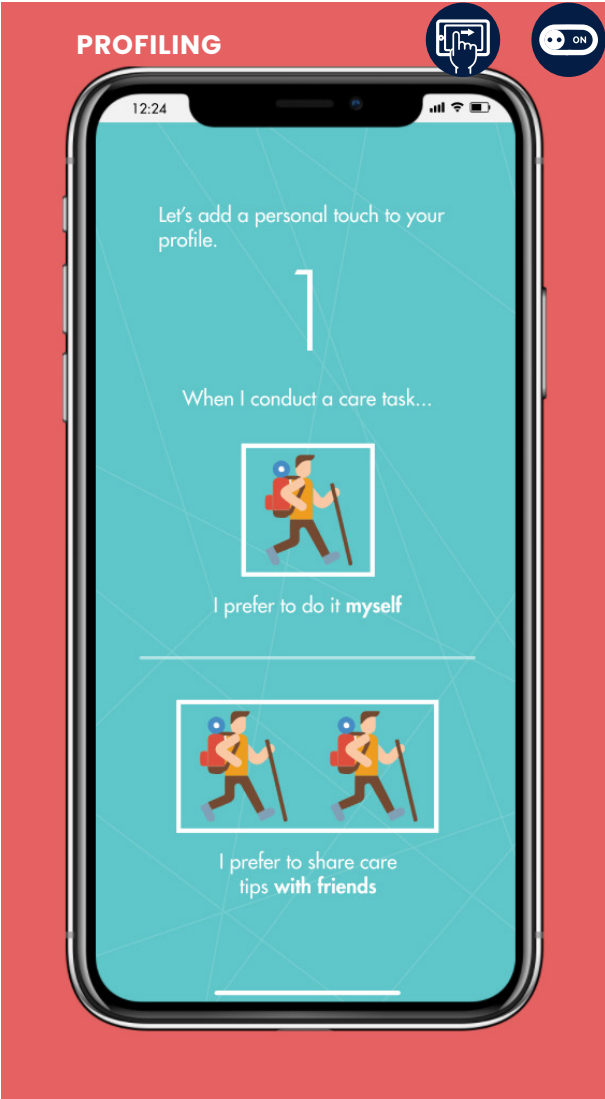 PROFILING
ON
12:24
Let's add a personal touch to your
profile.
1
When I conduct a care task...
I prefer to do it myself
I prefer to share care
tips with friends